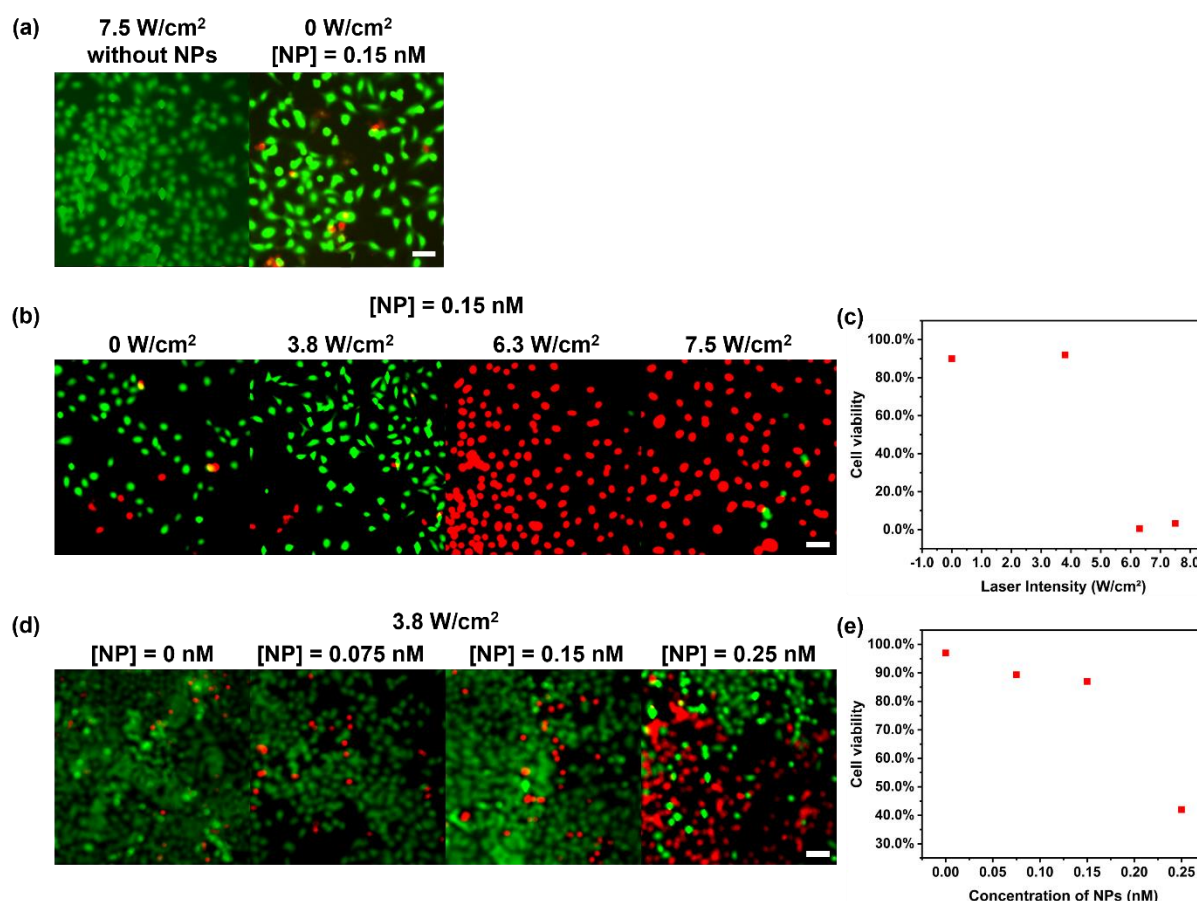 (a)
7.5 W/cm²
without NPs
0 W/cm²
[NP] = 0.15 nM
(b)
[NP] = 0.15 nM
0 W/cm²
3.8 W/cm²
6.3 W/cm²
7.5 W/cm²
(c)
100.0%
80.0%
60.0%
40.0%
20.0%
0.0%
Cell viability
-1.0 0.0 1.0 2.0 3.0 4.0 5.0 6.0 7.0 8.0
Laser Intensity (W/cm²)
(d)
3.8 W/cm²
[NP] = 0 nM
[NP] = 0.075 nM
[NP] = 0.15 nM
[NP] = 0.25 nM
(e)
100.0%
90.0%
80.0%
70.0%
60.0%
50.0%
40.0%
30.0%
Cell viability
0.00 0.05 0.10 0.15 0.20 0.25
Concentration of NPs (nM)